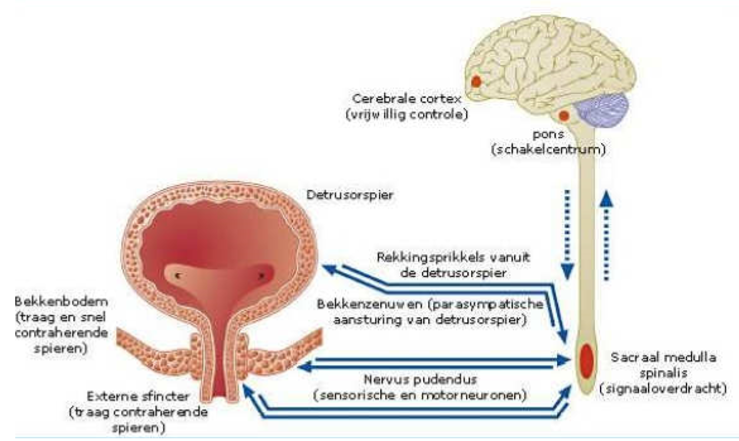 Cerebrale cortex
(vrijwillig controle)
pons
(schakelcentrum)
Detrusorspier
Rekkingsprikkels vanuit
de detrusorspier
Bekkenzenuwen (parasympatische
aansturing van detrusorspier)
Bekkenbodem
(traag en snel
contraherende
spieren)
Sacraal medulla
spinalis
(signaaloverdracht)
Nervus pudendus
(sensorische en motorneuronen)
Externe sfincter
(traag contraherende
spieren)